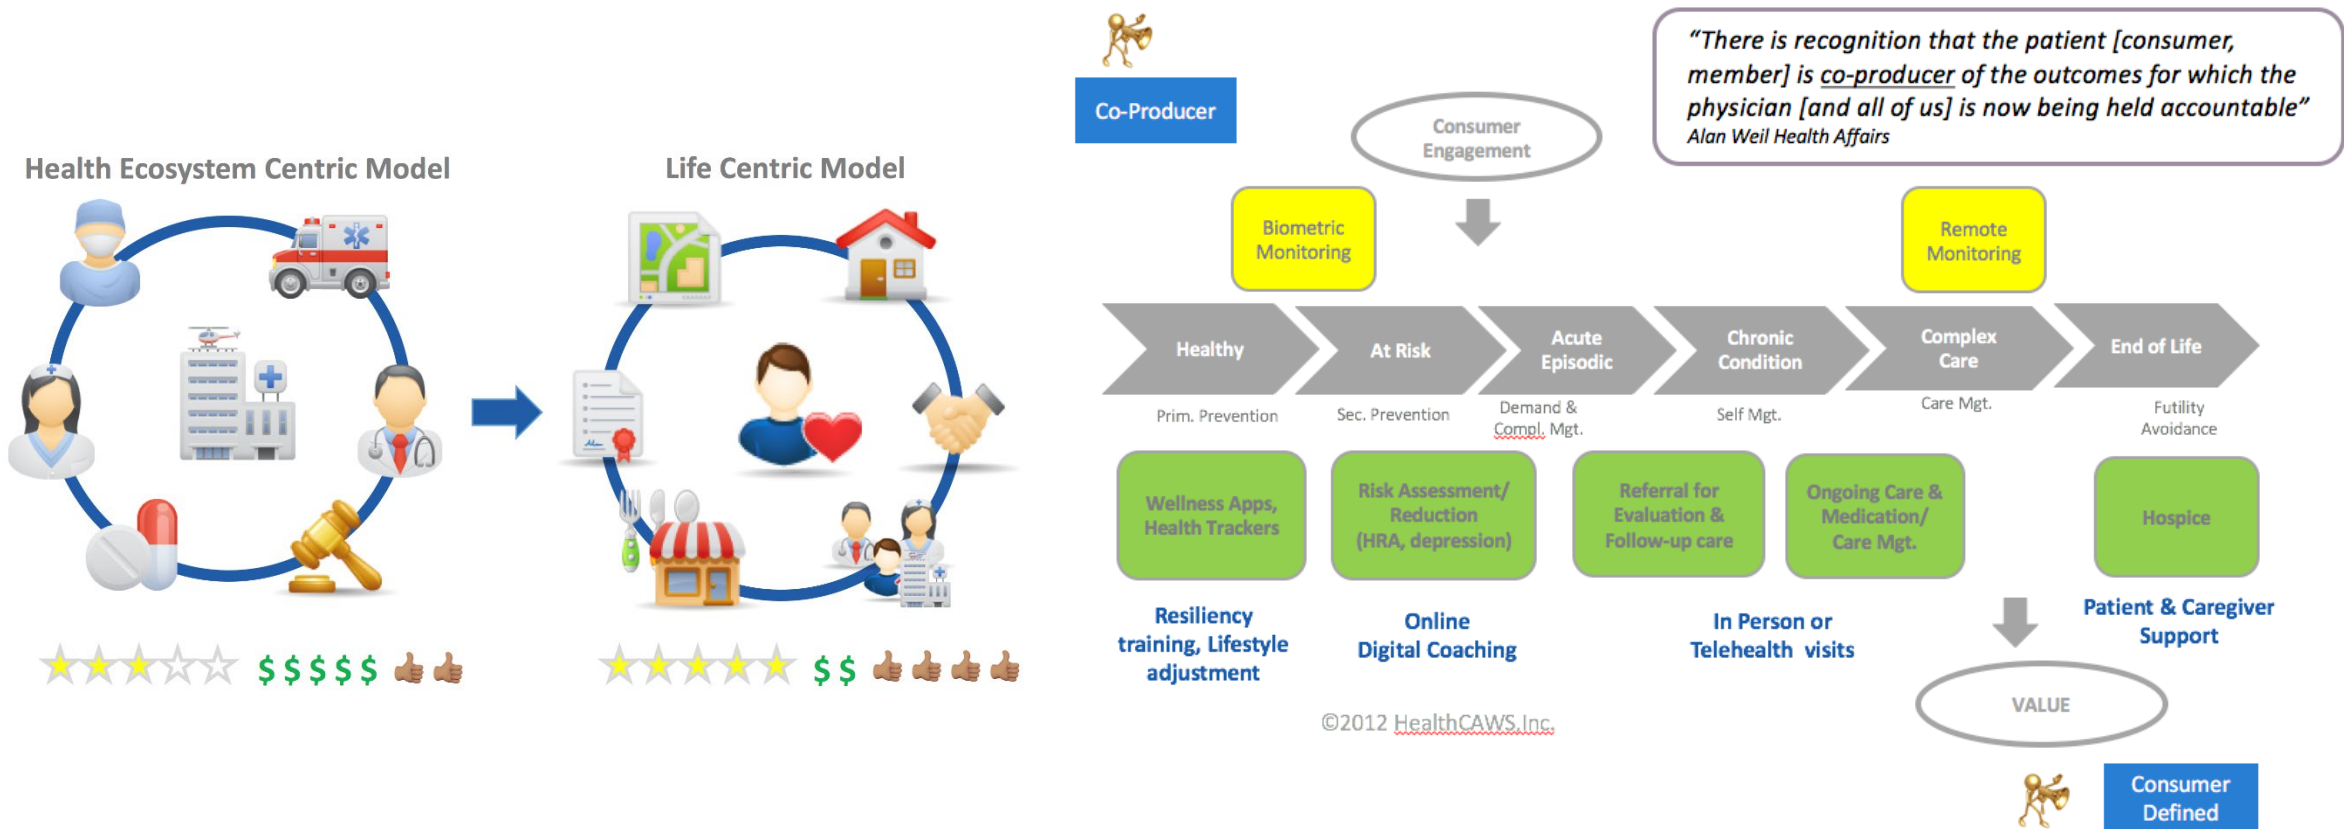 Health Ecosystem Centric Model
Life Centric Model
$$$$$
$$
Co-Producer
Consumer
Engagement
“There is recognition that the patient [consumer,
member] is co-producer of the outcomes for which the
physician [and all of us] is now being held accountable”
Alan Weil Health Affairs
Biometric
Monitoring
Remote
Monitoring
Healthy
At Risk
Acute
Episodic
Chronic
Condition
Complex
Care
End of Life
Prim. Prevention
Sec. Prevention
Demand &
Compl. Mgt.
Self Mgt.
Care Mgt.
Futility
Avoidance
Wellness Apps,
Health Trackers
Risk Assessment/
Reduction
(HRA, depression)
Referral for
Evaluation &
Follow-up care
Ongoing Care &
Medication/
Care Mgt.
Hospice
Resiliency
training, Lifestyle
adjustment
Online
Digital Coaching
In Person or
Telehealth visits
Patient & Caregiver
Support
VALUE
©2012 HealthCAWS,Inc.
Consumer
Defined